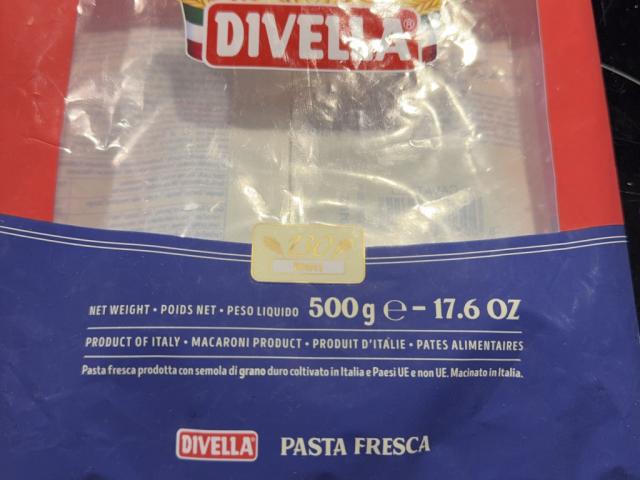 DIVELLA®
130
NET WEIGHT • POIDS NET • PESO LIQUIDO 500 g ℮ – 17.6 OZ
PRODUCT OF ITALY • MACARONI PRODUCT • PRODUIT D'ITALIE • PATES ALIMENTAIRES
Pasta fresca prodotta con semola di grano duro coltivato in Italia e Paesi UE e non UE. Macinato in Italia.
DIVELLA® PASTA FRESCA